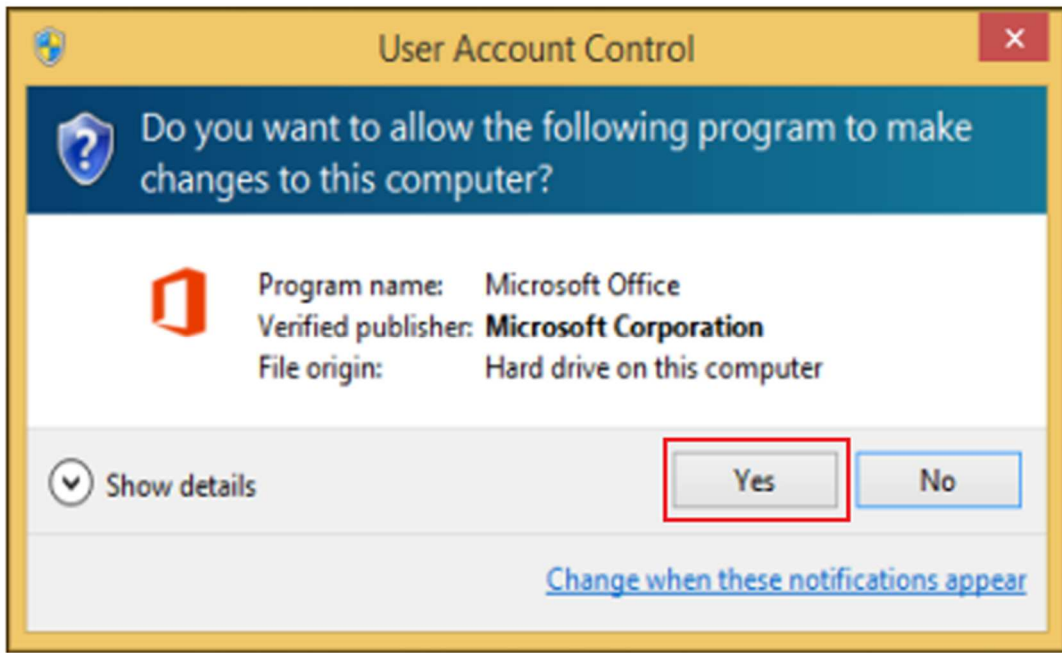 User Account Control
Do you want to allow the following program to make
changes to this computer?
Program name: Microsoft Office
Verified publisher: Microsoft Corporation
File origin: Hard drive on this computer
Show details
Yes
No
Change when these notifications appear